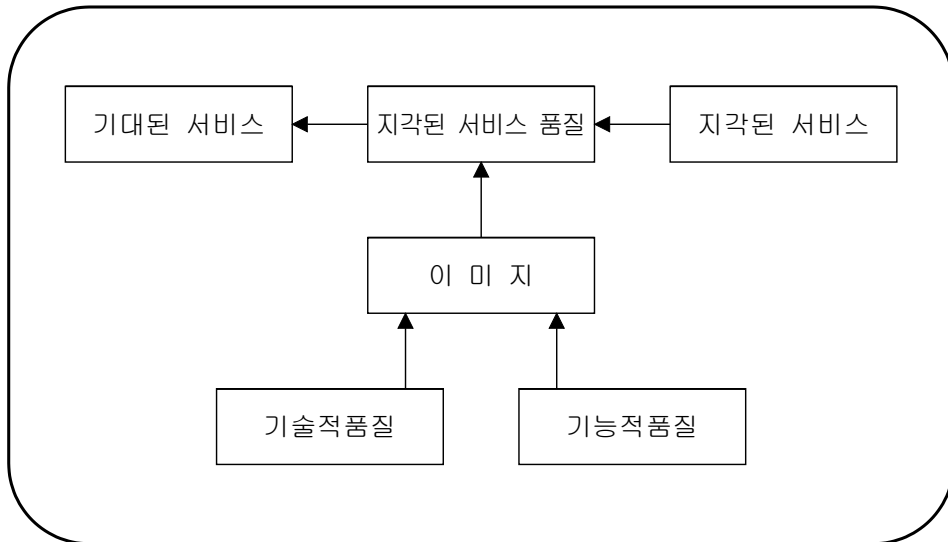 기대된 서비스
지각된 서비스 품질
지각된 서비스
이 미 지
기술적품질
기능적품질